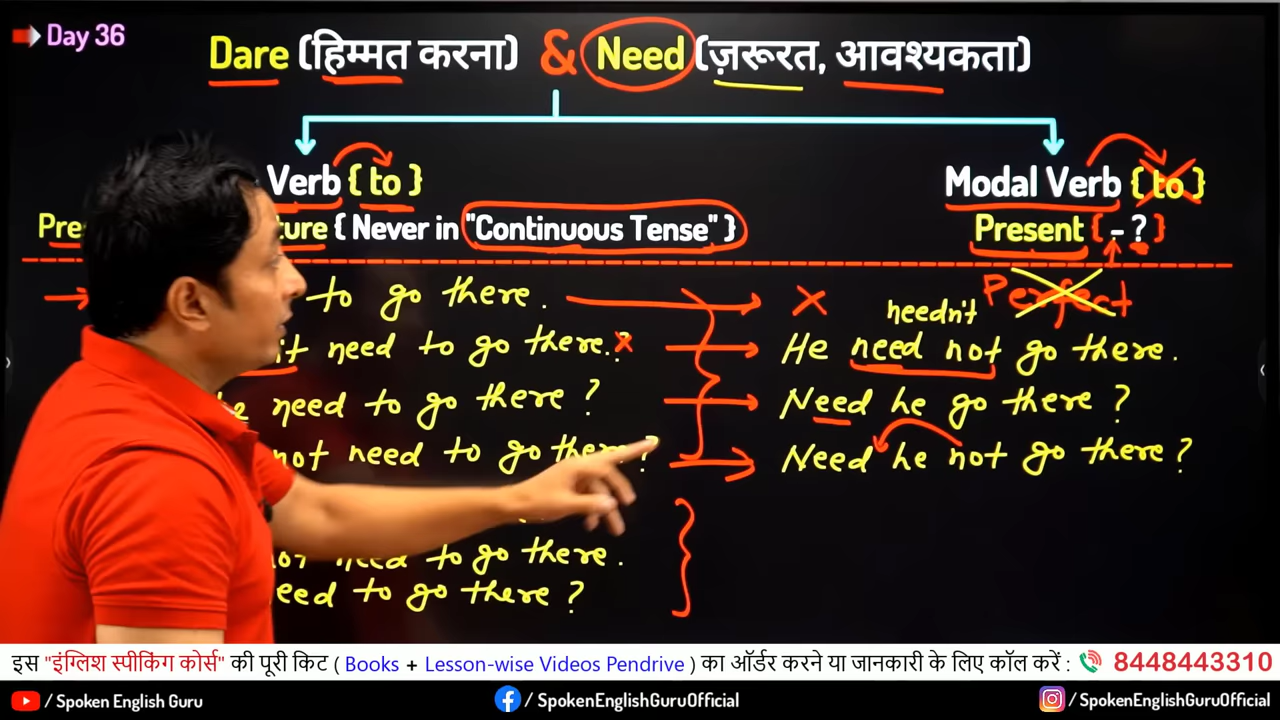 Day 36
Dare (हिम्मत करना) & Need (ज़रूरत, आवश्यकता)
Verb { to }
Modal Verb { to }
{ Never in "Continuous Tense" }
Present { - ? }
to go there.
×
needn't
Perfect
need to go there.
×
He need not go there.
need to go there ?
Need he go there ?
not need to go there ?
Need he not go there ?
need to go there.
to go there ?
इस "इंग्लिश स्पीकिंग कोर्स" की पूरी किट ( Books + Lesson-wise Videos Pendrive ) का ऑर्डर करने या जानकारी के लिए कॉल करें : 8448443310
/ Spoken English Guru
/ SpokenEnglishGuruOfficial
/ SpokenEnglishGuruOfficial